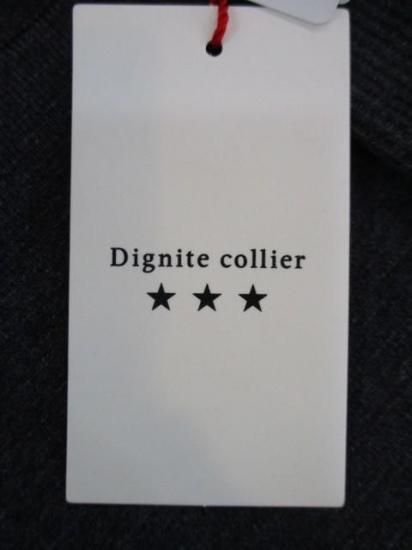 Dignite collier
★ ★ ★